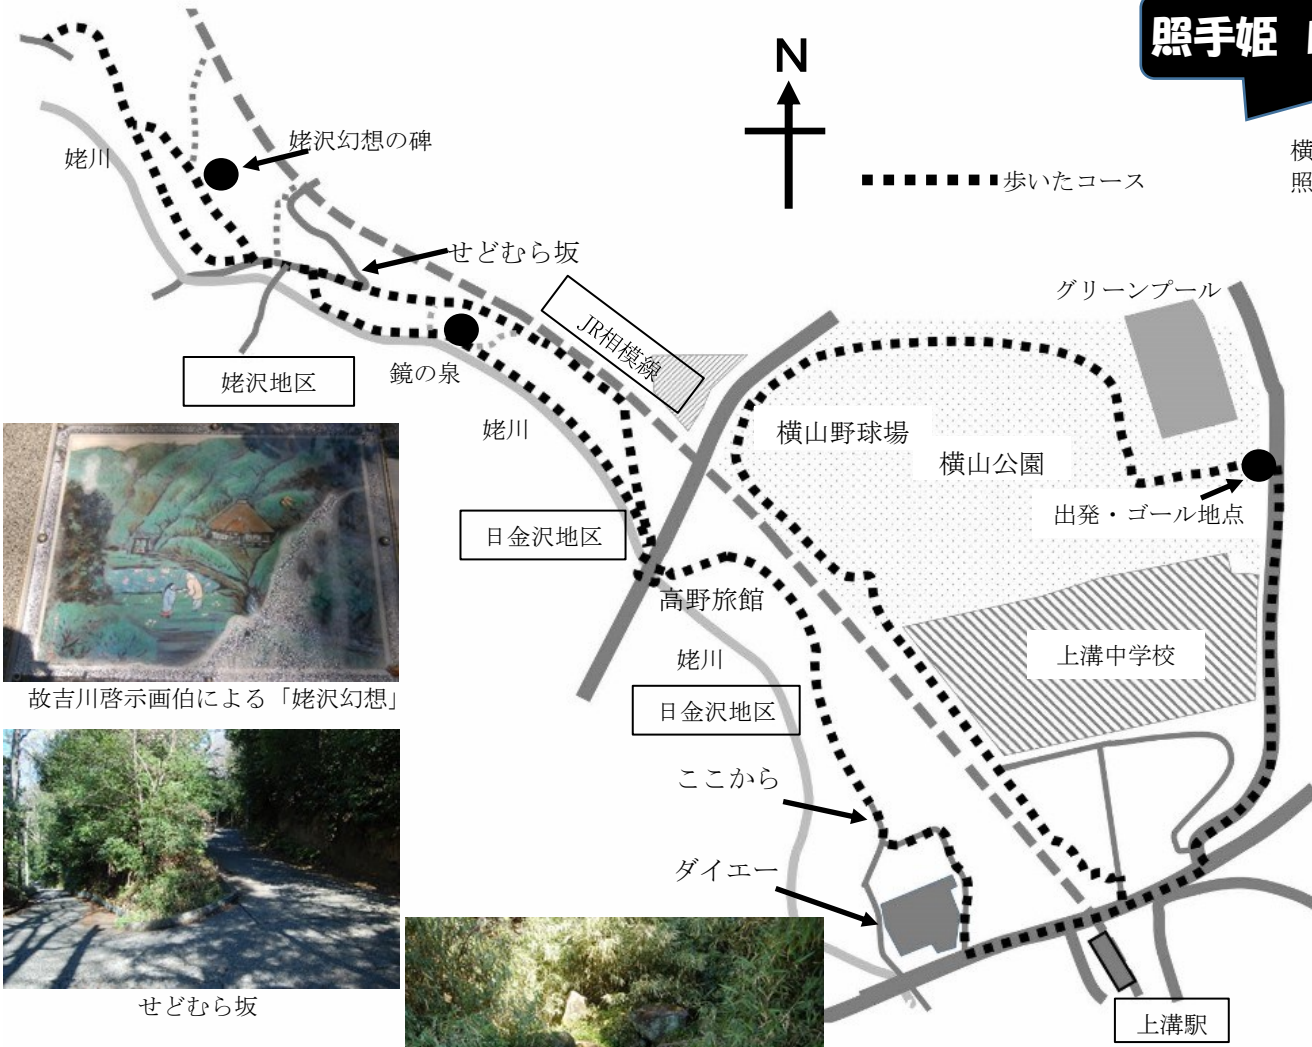 照手姫
N
横
照
姥沢幻想の碑
姥川
歩いたコース
せどむら坂
グリーンプール
JR相模線
姥沢地区
鏡の泉
姥川
横山野球場
横山公園
出発・ゴール地点
日金沢地区
高野旅館
上溝中学校
姥川
日金沢地区
故吉川啓示画伯による「姥沢幻想」
ここから
ダイエー
せどむら坂
上溝駅